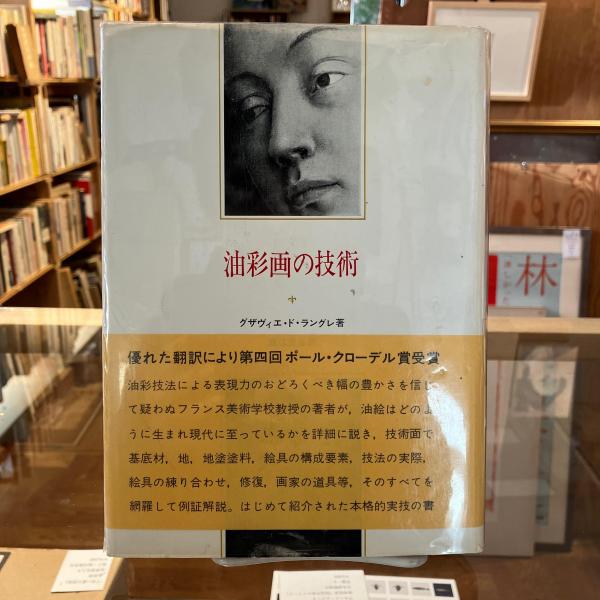 油彩画の技術
グザヴィエ・ド・ラングレ著
優れた翻訳により第四回ポール・クローデル賞受賞
油彩技法による表現力のおどろくべき幅の豊かさを信じ
て疑わぬフランス美術学校教授の著者が，油絵はどのよ
うに生まれ現代に至っているかを詳細に説き，技術面で
基底材，地，地塗塗料，絵具の構成要素，技法の実際，
絵具の練り合わせ，修復，画家の道具等，そのすべてを
網羅して例証解説。はじめて紹介された本格的実技の書
林